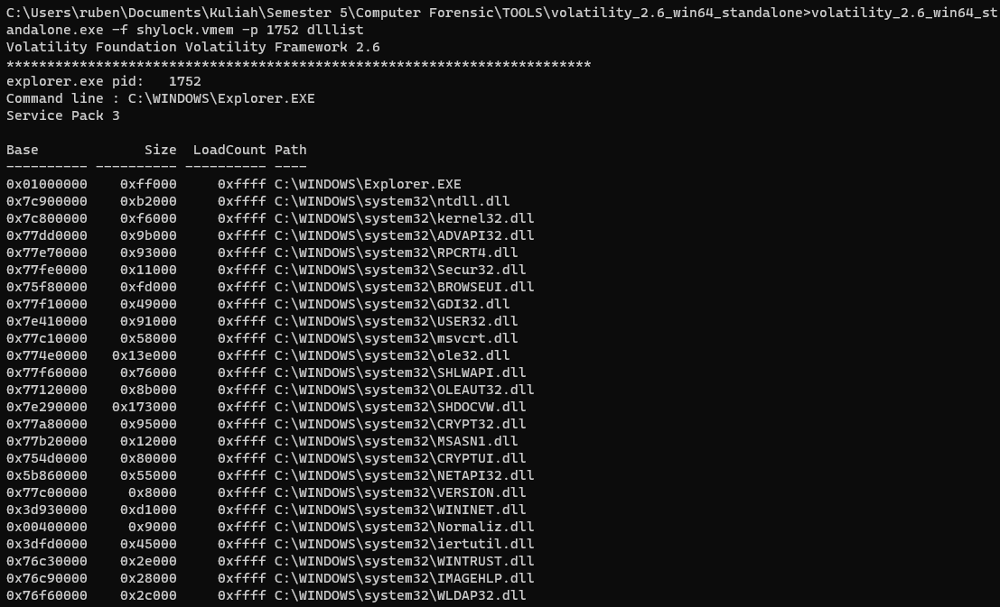 C:\Users\ruben\Documents\Kuliah\Semester 5\Computer Forensic\TOOLS\volatility_2.6_win64_standalone>volatility_2.6_win64_st
andalone.exe -f shylock.vmem -p 1752 dlllist
Volatility Foundation Volatility Framework 2.6
************************************************************************
explorer.exe pid:   1752
Command line : C:\WINDOWS\Explorer.EXE
Service Pack 3

Base             Size  LoadCount Path
---------- ---------- ---------- ----
0x01000000    0xff000     0xffff C:\WINDOWS\Explorer.EXE
0x7c900000    0xb2000     0xffff C:\WINDOWS\system32\ntdll.dll
0x7c800000    0xf6000     0xffff C:\WINDOWS\system32\kernel32.dll
0x77dd0000    0x9b000     0xffff C:\WINDOWS\system32\ADVAPI32.dll
0x77e70000    0x93000     0xffff C:\WINDOWS\system32\RPCRT4.dll
0x77fe0000    0x11000     0xffff C:\WINDOWS\system32\Secur32.dll
0x75f80000    0xfd000     0xffff C:\WINDOWS\system32\BROWSEUI.dll
0x77f10000    0x49000     0xffff C:\WINDOWS\system32\GDI32.dll
0x7e410000    0x91000     0xffff C:\WINDOWS\system32\USER32.dll
0x77c10000    0x58000     0xffff C:\WINDOWS\system32\msvcrt.dll
0x774e0000   0x13e000     0xffff C:\WINDOWS\system32\ole32.dll
0x77f60000    0x76000     0xffff C:\WINDOWS\system32\SHLWAPI.dll
0x77120000    0x8b000     0xffff C:\WINDOWS\system32\OLEAUT32.dll
0x7e290000   0x173000     0xffff C:\WINDOWS\system32\SHDOCVW.dll
0x77a80000    0x95000     0xffff C:\WINDOWS\system32\CRYPT32.dll
0x77b20000    0x12000     0xffff C:\WINDOWS\system32\MSASN1.dll
0x754d0000    0x80000     0xffff C:\WINDOWS\system32\CRYPTUI.dll
0x5b860000    0x55000     0xffff C:\WINDOWS\system32\NETAPI32.dll
0x77c00000     0x8000     0xffff C:\WINDOWS\system32\VERSION.dll
0x3d930000    0xd1000     0xffff C:\WINDOWS\system32\WININET.dll
0x00400000     0x9000     0xffff C:\WINDOWS\system32\Normaliz.dll
0x3dfd0000    0x45000     0xffff C:\WINDOWS\system32\iertutil.dll
0x76c30000    0x2e000     0xffff C:\WINDOWS\system32\WINTRUST.dll
0x76c90000    0x28000     0xffff C:\WINDOWS\system32\IMAGEHLP.dll
0x76f60000    0x2c000     0xffff C:\WINDOWS\system32\WLDAP32.dll